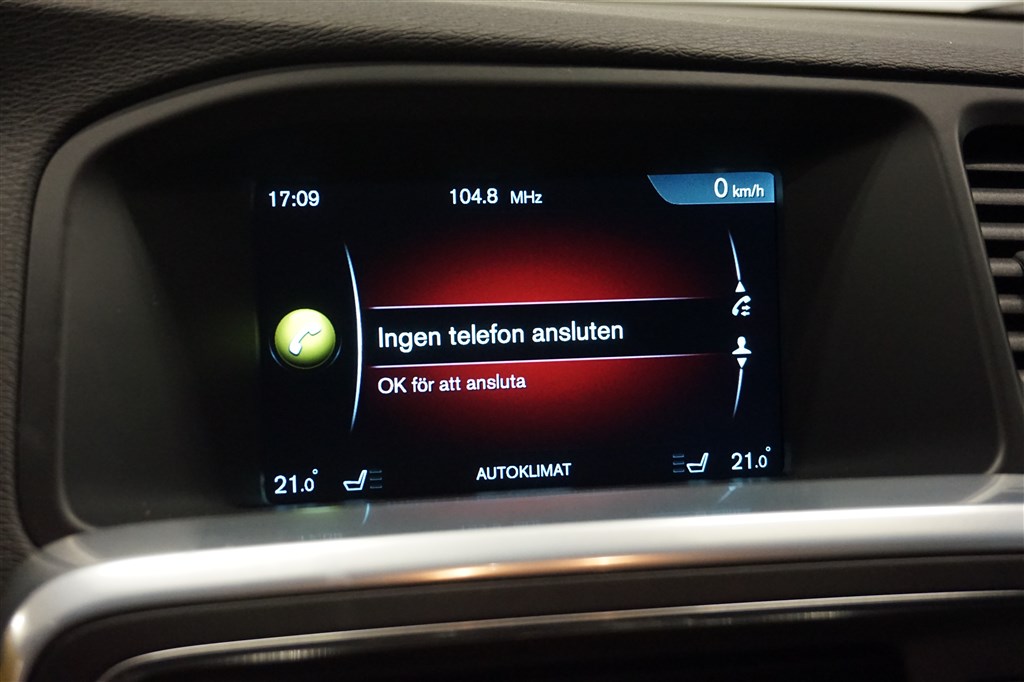 17:09 104.8 MHz 0 km/h
Ingen telefon ansluten
OK för att ansluta
21.0° AUTOKLIMAT 21.0°